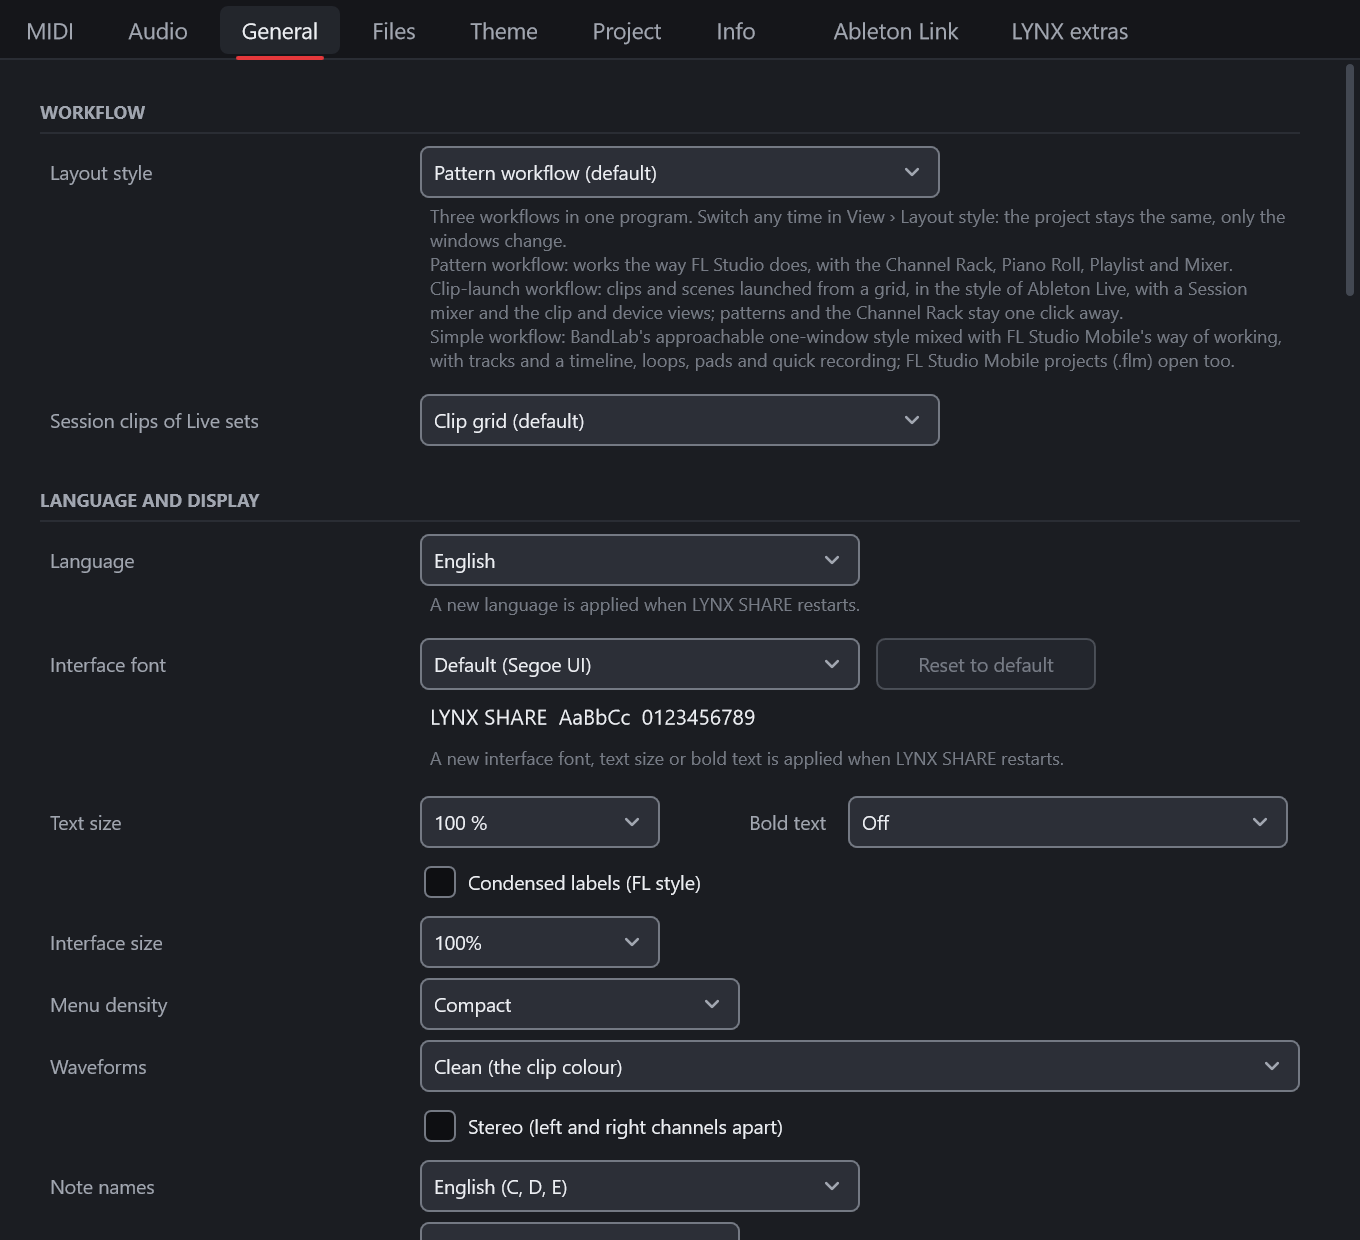 MIDI Audio General Files Theme Project Info Ableton Link LYNX extras
WORKFLOW
Layout style
Pattern workflow (default)
Three workflows in one program. Switch any time in View › Layout style: the project stays the same, only the
windows change.
Pattern workflow: works the way FL Studio does, with the Channel Rack, Piano Roll, Playlist and Mixer.
Clip-launch workflow: clips and scenes launched from a grid, in the style of Ableton Live, with a Session
mixer and the clip and device views; patterns and the Channel Rack stay one click away.
Simple workflow: BandLab's approachable one-window style mixed with FL Studio Mobile's way of working,
with tracks and a timeline, loops, pads and quick recording; FL Studio Mobile projects (.flm) open too.
Session clips of Live sets
Clip grid (default)
LANGUAGE AND DISPLAY
Language
English
A new language is applied when LYNX SHARE restarts.
Interface font
Default (Segoe UI)
Reset to default
LYNX SHARE AaBbCc 0123456789
A new interface font, text size or bold text is applied when LYNX SHARE restarts.
Text size
100 %
Bold text
Off
Condensed labels (FL style)
Interface size
100%
Menu density
Compact
Waveforms
Clean (the clip colour)
Stereo (left and right channels apart)
Note names
English (C, D, E)